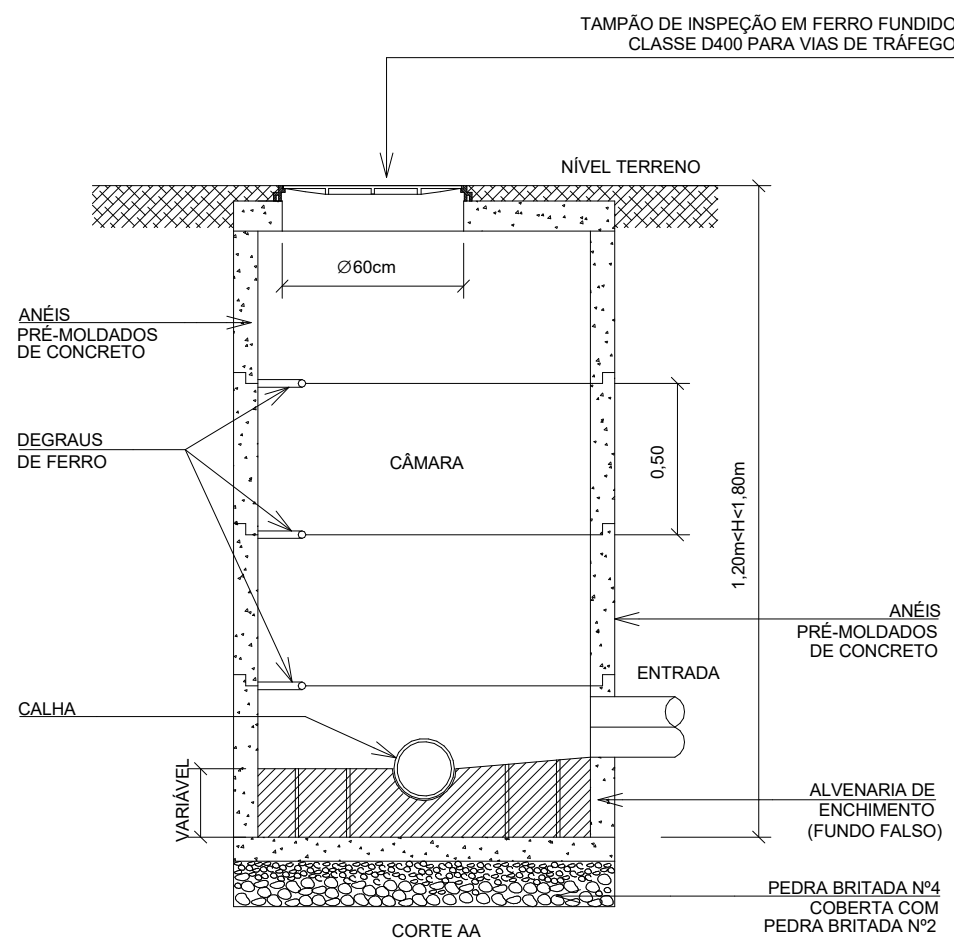 TAMPÃO DE INSPEÇÃO EM FERRO FUNDIDO
CLASSE D400 PARA VIAS DE TRÁFEGO
NÍVEL TERRENO
Ø60cm
ANÉIS
PRÉ-MOLDADOS
DE CONCRETO
DEGRAUS
DE FERRO
CÂMARA
0,50
1,20m<H<1,80m
ANÉIS
PRÉ-MOLDADOS
DE CONCRETO
ENTRADA
CALHA
VARIÁVEL
ALVENARIA DE
ENCHIMENTO
(FUNDO FALSO)
PEDRA BRITADA Nº4
COBERTA COM
PEDRA BRITADA Nº2
CORTE AA